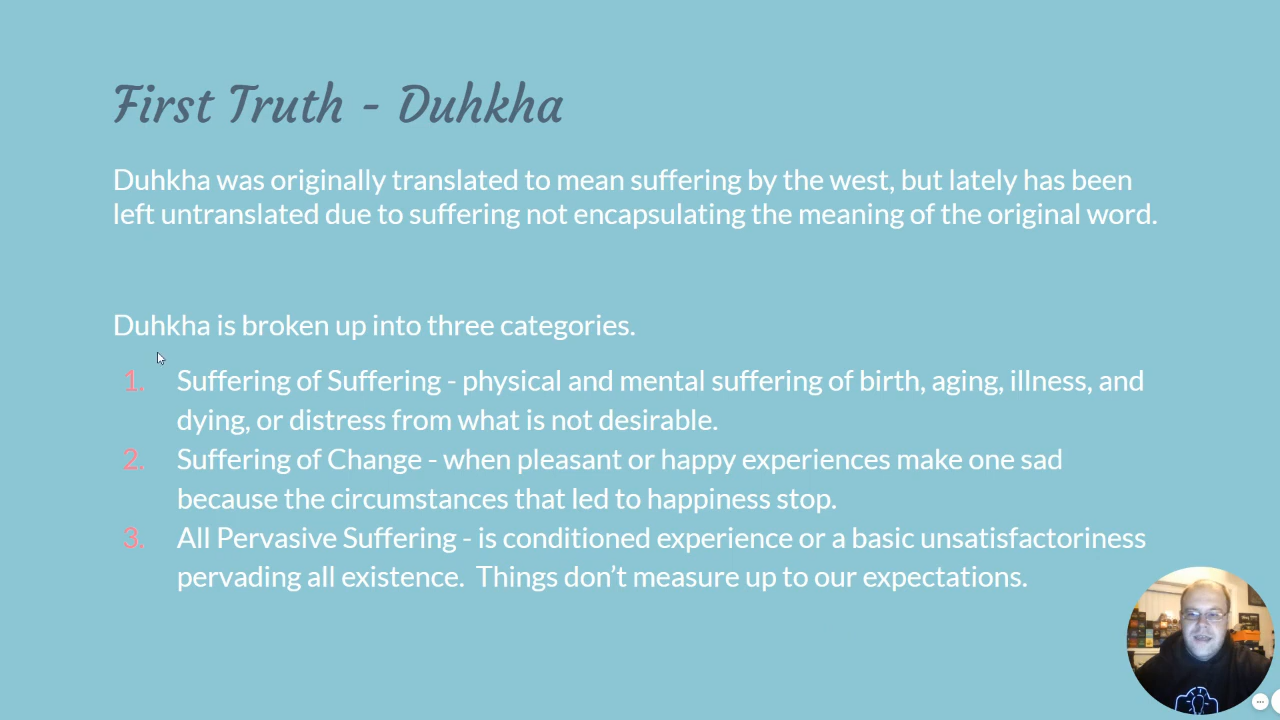 First Truth - Duhkha
Duhkha was originally translated to mean suffering by the west, but lately has been
left untranslated due to suffering not encapsulating the meaning of the original word.
Duhkha is broken up into three categories.
1. Suffering of Suffering - physical and mental suffering of birth, aging, illness, and
dying, or distress from what is not desirable.
2. Suffering of Change - when pleasant or happy experiences make one sad
because the circumstances that led to happiness stop.
3. All Pervasive Suffering - is conditioned experience or a basic unsatisfactoriness
pervading all existence.  Things don’t measure up to our expectations.